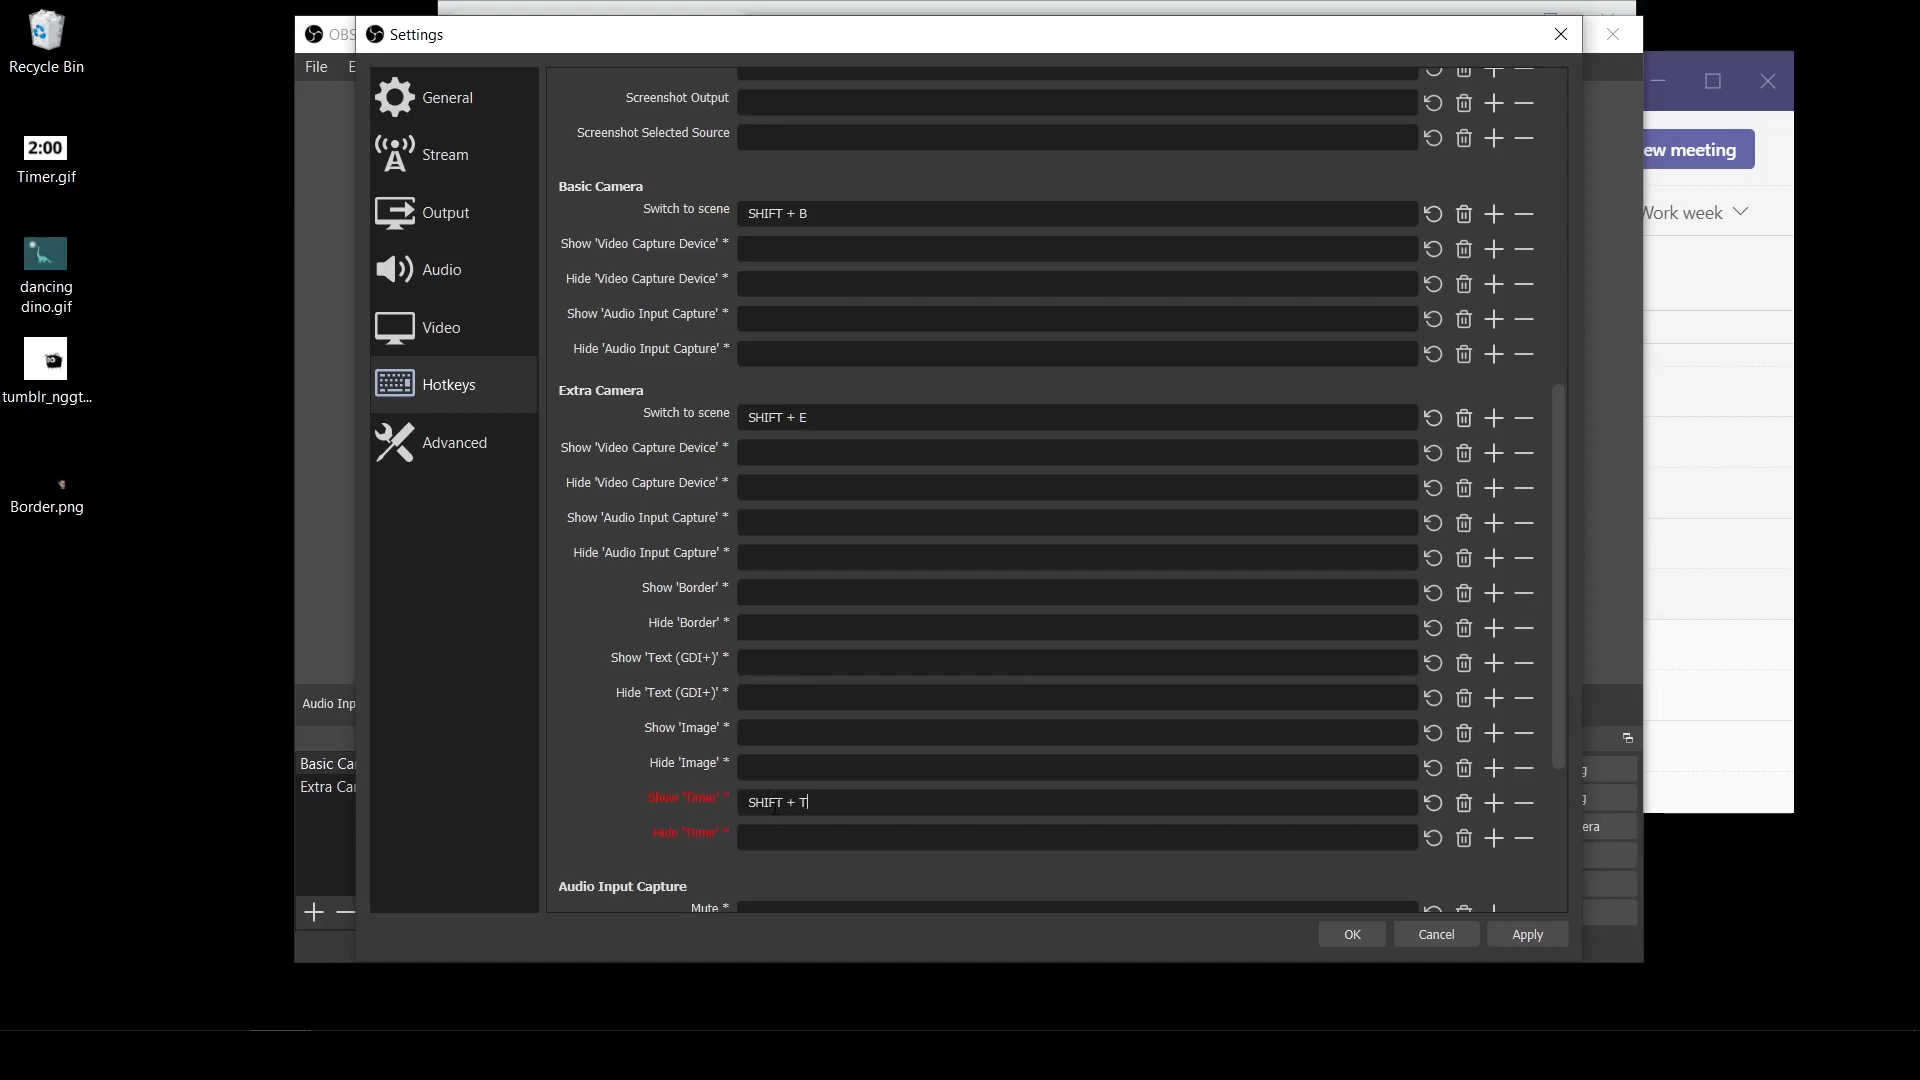 Recycle Bin
2:00
Timer.gif
dancing
dino.gif
tumblr_nggt...
Border.png
OBS
Settings
File
General
Stream
Output
Audio
Video
Hotkeys
Advanced
Screenshot Output
Screenshot Selected Source
Basic Camera
Switch to scene SHIFT + B
Show 'Video Capture Device' *
Hide 'Video Capture Device' *
Show 'Audio Input Capture' *
Hide 'Audio Input Capture' *
Extra Camera
Switch to scene SHIFT + E
Show 'Video Capture Device' *
Hide 'Video Capture Device' *
Show 'Audio Input Capture' *
Hide 'Audio Input Capture' *
Show 'Border' *
Hide 'Border' *
Show 'Text (GDI+)' *
Hide 'Text (GDI+)' *
Show 'Image' *
Hide 'Image' *
Show 'Timer' * SHIFT + T
Hide 'Timer' *
Audio Input Capture
Mute *
OK Cancel Apply
Audio Inp
Basic Ca
Extra Ca
ew meeting
Work week
era